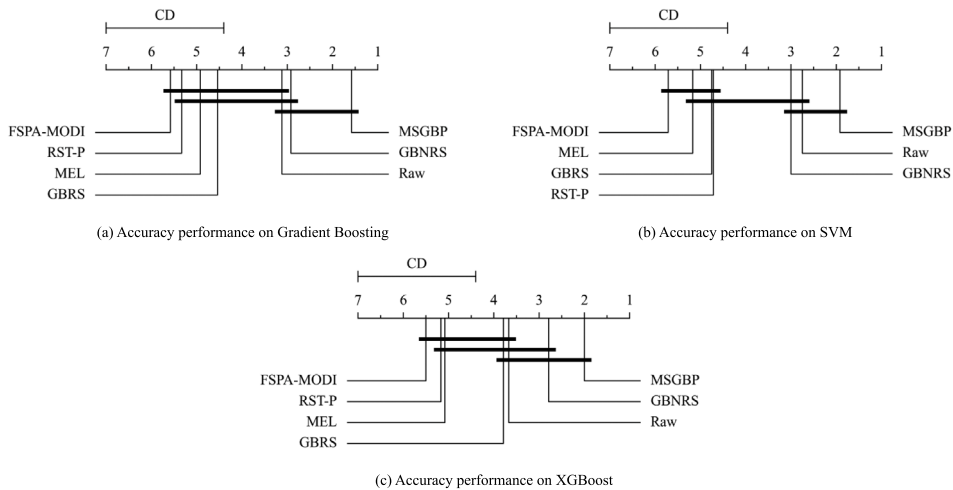 CD
7 6 5 4 3 2 1
FSPA-MODI
RST-P
MEL
GBRS
MSGBP
GBNRS
Raw
(a) Accuracy performance on Gradient Boosting
CD
7 6 5 4 3 2 1
FSPA-MODI
MEL
GBRS
RST-P
MSGBP
Raw
GBNRS
(b) Accuracy performance on SVM
CD
7 6 5 4 3 2 1
FSPA-MODI
RST-P
MEL
GBRS
MSGBP
GBNRS
Raw
(c) Accuracy performance on XGBoost